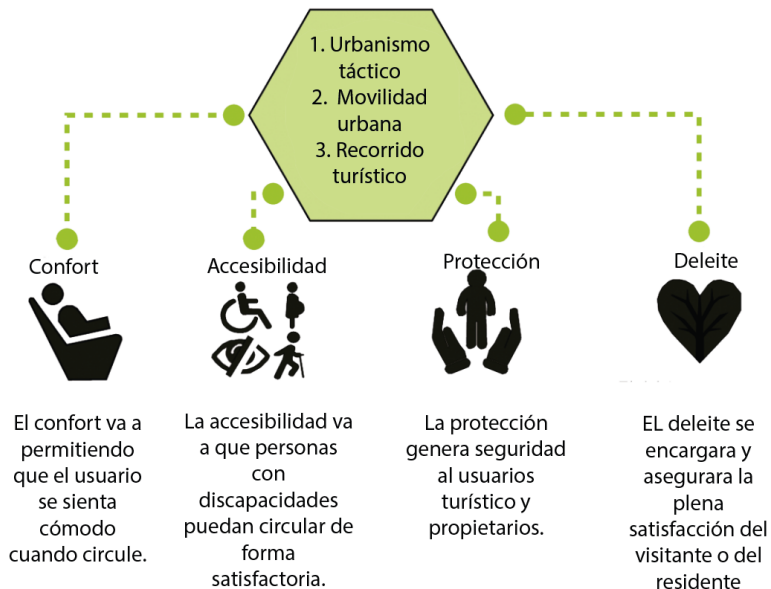 1. Urbanismo
táctico
2. Movilidad
urbana
3. Recorrido
turístico
Confort
Accesibilidad
Protección
Deleite
El confort va a
permitiendo
que el usuario
se sienta
cómodo
cuando circule.
La accesibilidad va
a que personas
con
discapacidades
puedan circular de
forma
satisfactoria.
La protección
genera seguridad
al usuarios
turístico y
propietarios.
EL deleite se
encargara y
asegurara la
plena
satisfacción del
visitante o del
residente